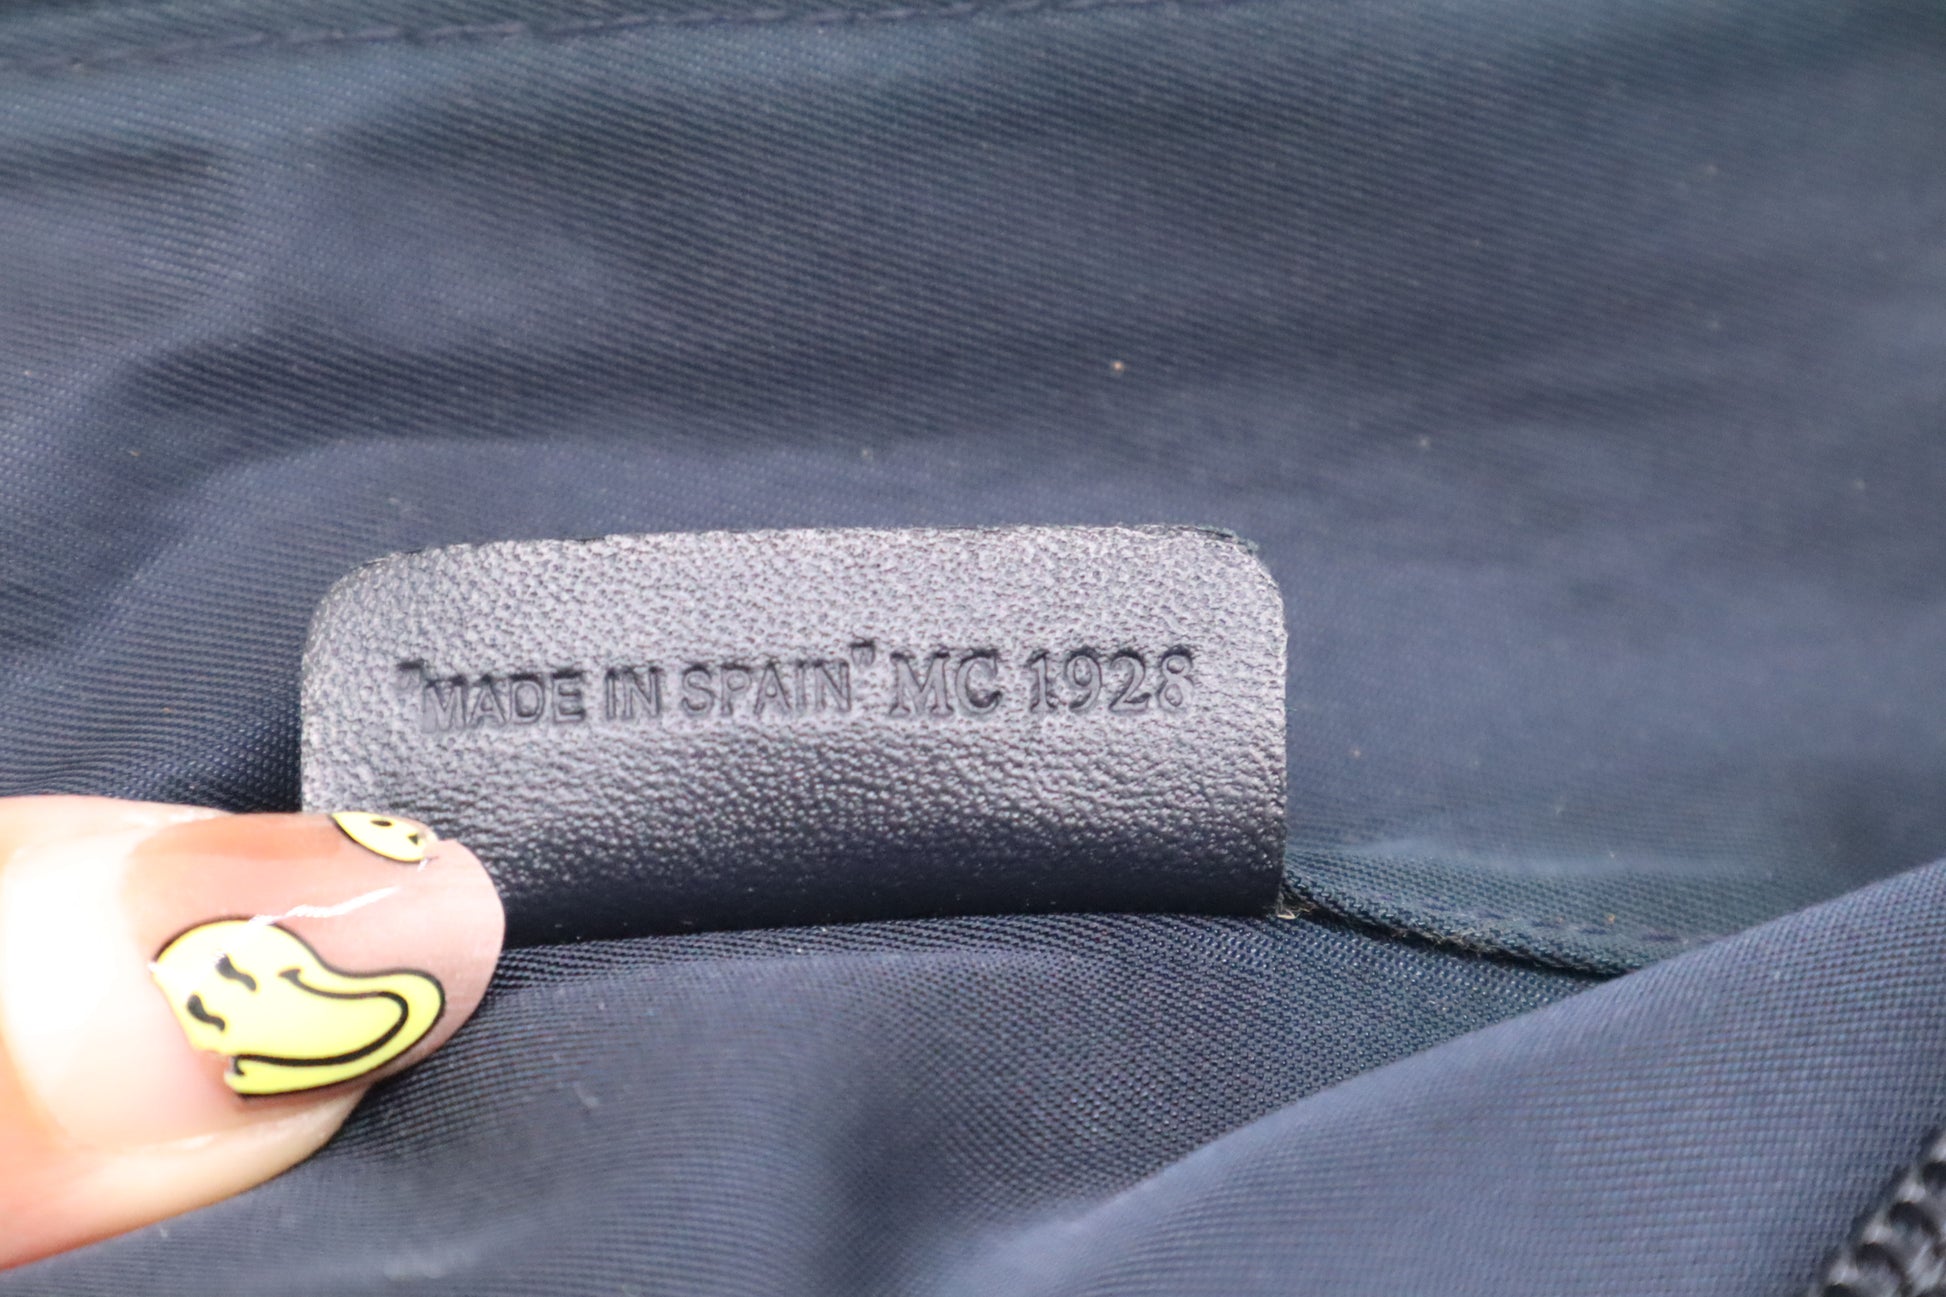 "MADE IN SPAIN" MC 1928